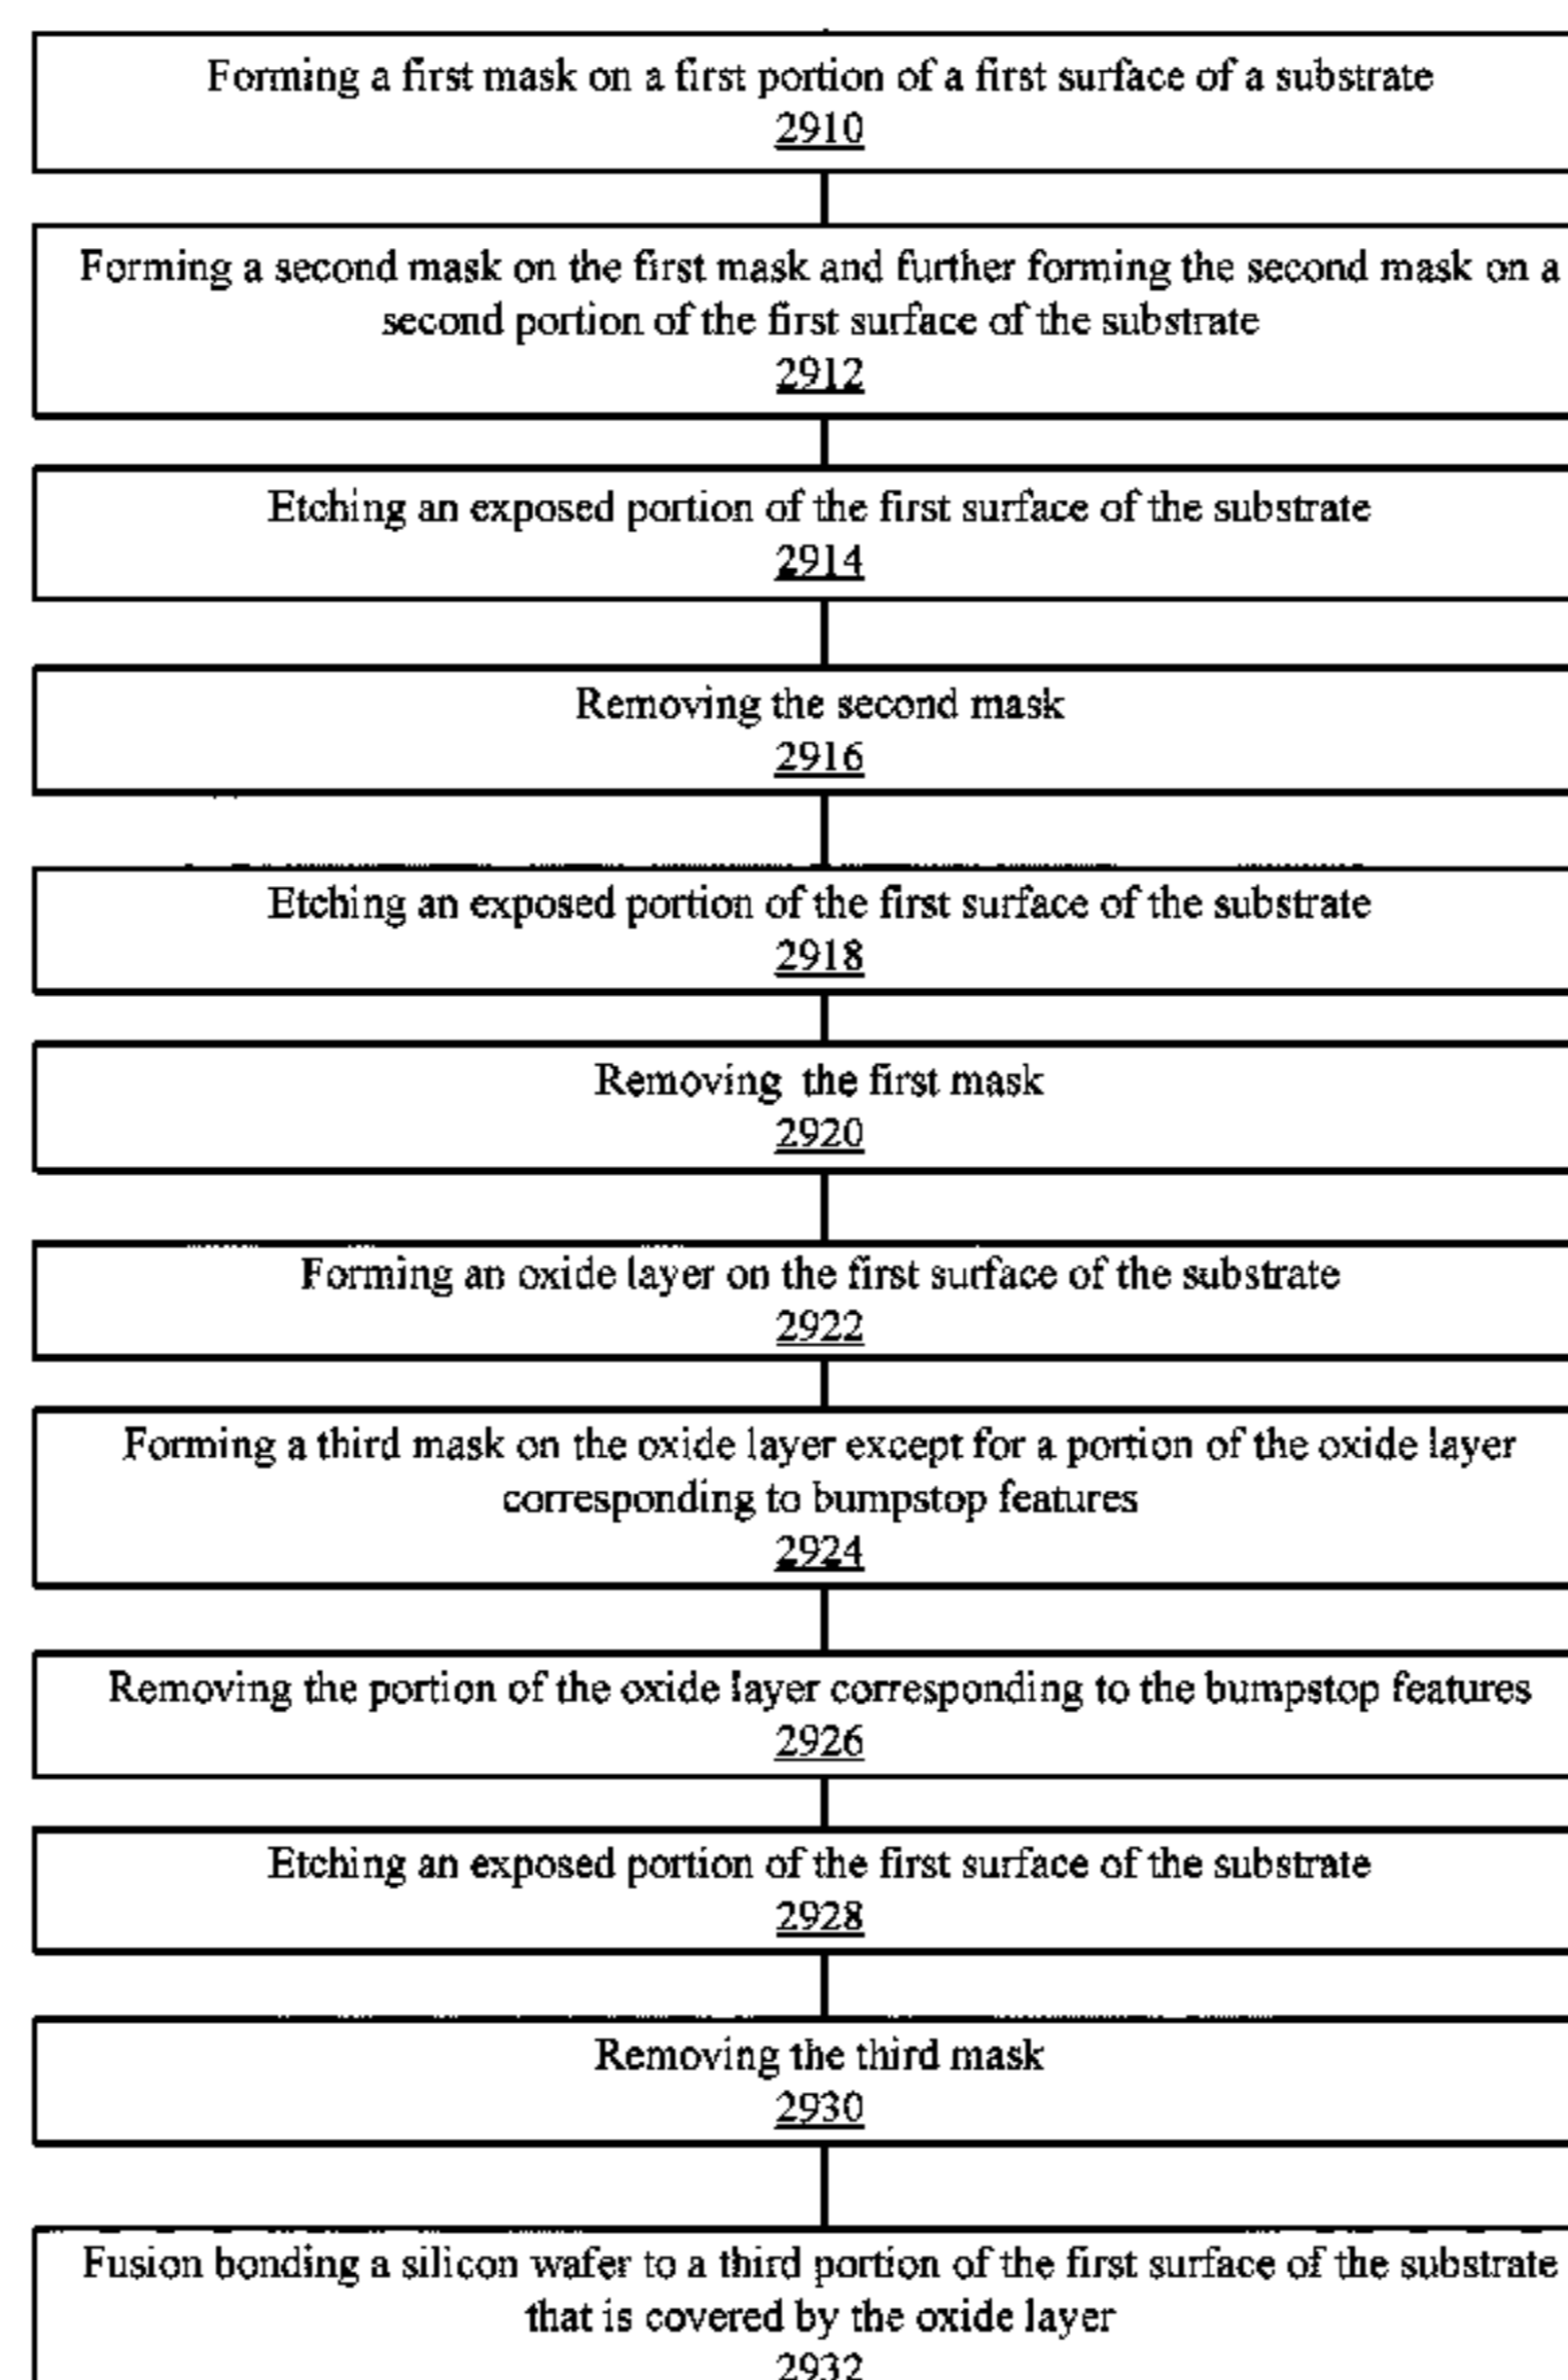 Forming a first mask on a first portion of a first surface of a substrate
2910
Forming a second mask on the first mask and further forming the second mask on a
second portion of the first surface of the substrate
2912
Etching an exposed portion of the first surface of the substrate
2914
Removing the second mask
2916
Etching an exposed portion of the first surface of the substrate
2918
Removing the first mask
2920
Forming an oxide layer on the first surface of the substrate
2922
Forming a third mask on the oxide layer except for a portion of the oxide layer
corresponding to bumpstop features
2924
Removing the portion of the oxide layer corresponding to the bumpstop features
2926
Etching an exposed portion of the first surface of the substrate
2928
Removing the third mask
2930
Fusion bonding a silicon wafer to a third portion of the first surface of the substrate
that is covered by the oxide layer
2932